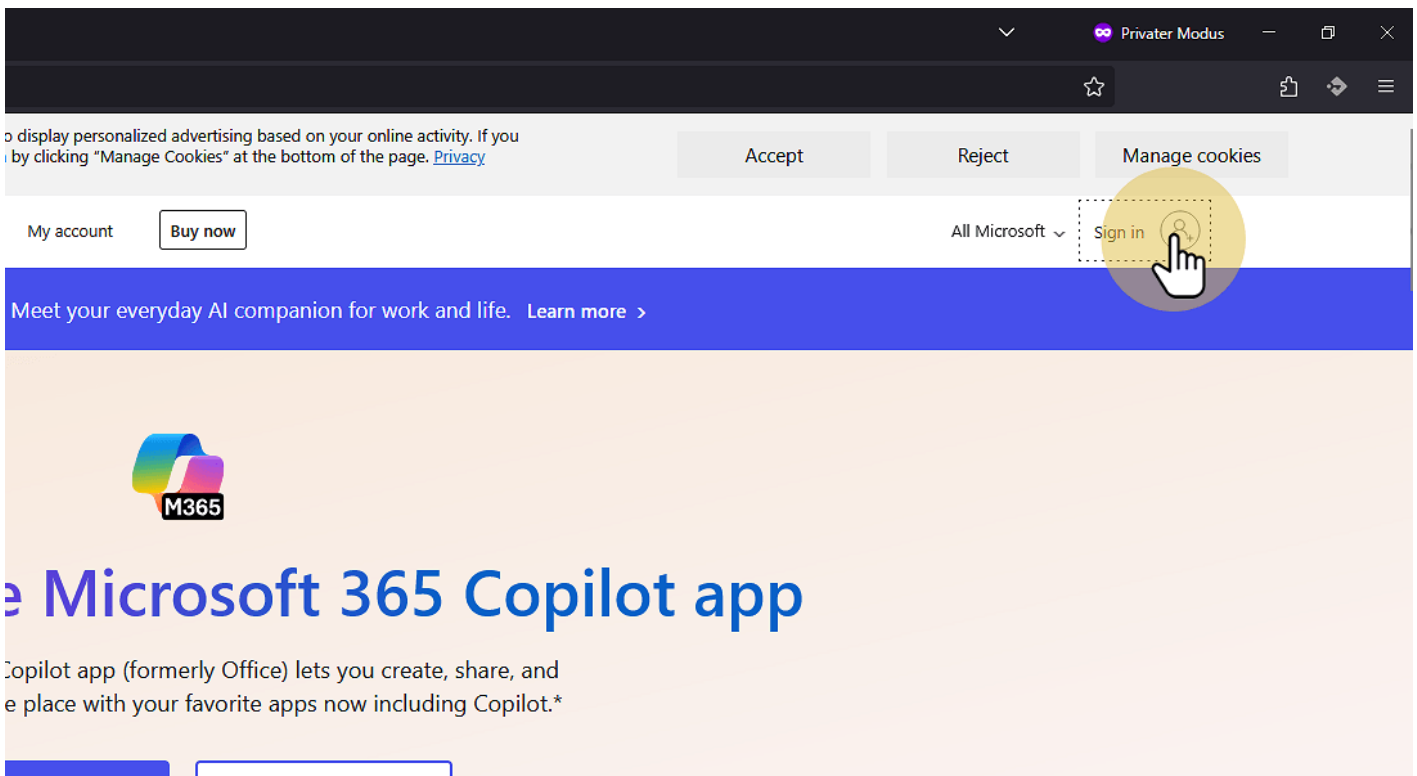 Privater Modus
o display personalized advertising based on your online activity. If you
by clicking “Manage Cookies” at the bottom of the page. Privacy
Accept
Reject
Manage cookies
My account
Buy now
All Microsoft
Sign in
Meet your everyday AI companion for work and life. Learn more
M365
e Microsoft 365 Copilot app
Copilot app (formerly Office) lets you create, share, and
e place with your favorite apps now including Copilot.*